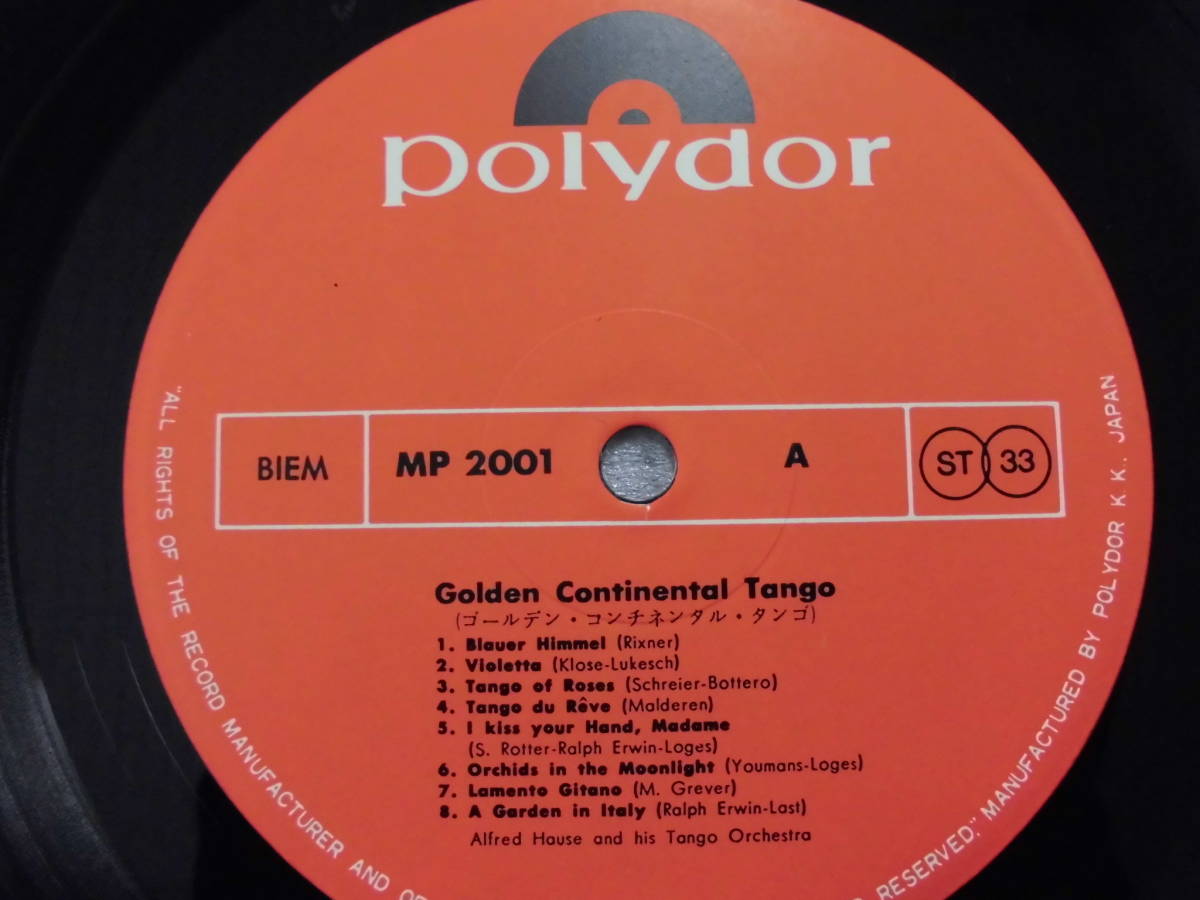 polydor
BIEM
MP 2001
A
ST 33
Golden Continental Tango
(ゴールデン・コンチネンタル・タンゴ)
1. Blauer Himmel (Rixner)
2. Violetta (Klose-Lukesch)
3. Tango of Roses (Schreier-Bottero)
4. Tango du Rêve (Malderen)
5. I kiss your Hand, Madame
(S. Rotter-Ralph Erwin-Loges)
6. Orchids in the Moonlight (Youmans-Loges)
7. Lamento Gitano (M. Grever)
8. A Garden in Italy (Ralph Erwin-Last)
Alfred Hause and his Tango Orchestra
"ALL RIGHTS OF THE RECORD MANUFACTURER AND
RESERVED." MANUFACTURED BY POLYDOR K.K., JAPAN